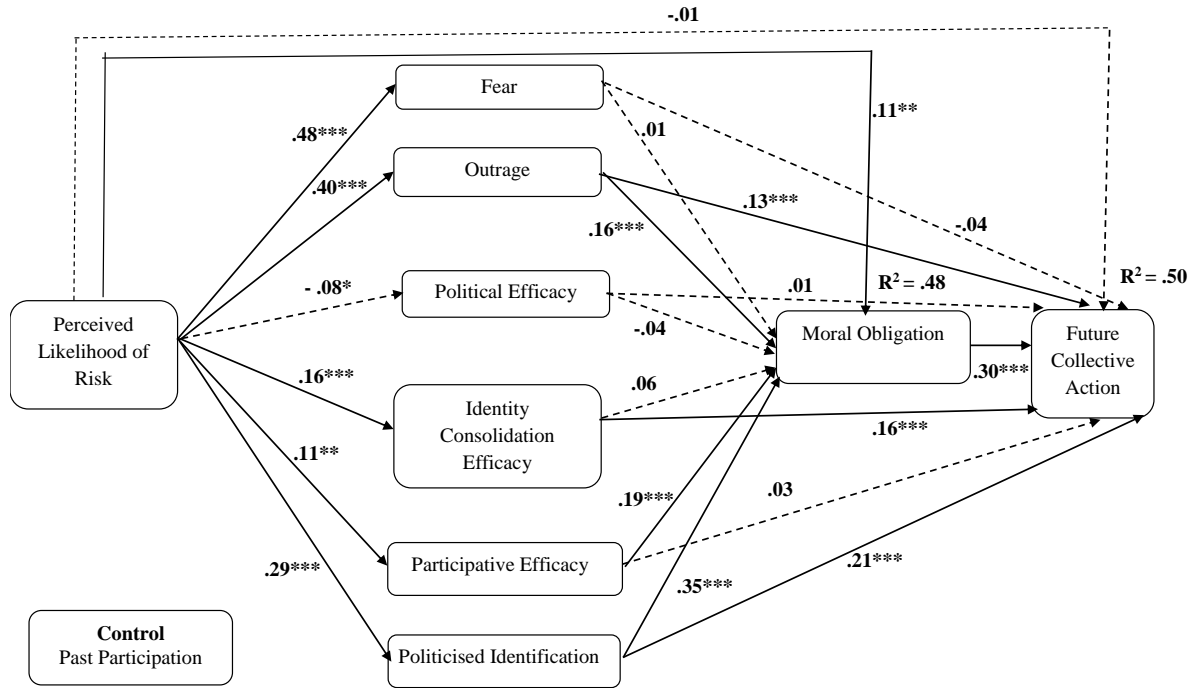 -.01
Fear
.11**
.48***
.01
Outrage
.40***
.13***
-.04
.16***
- .08*
Political Efficacy
.01
R² = .48
R² = .50
Perceived
Likelihood of
Risk
-.04
Moral Obligation
Future
Collective
Action
.16***
.06
.30***
Identity
Consolidation
Efficacy
.16***
.11**
.19***
.03
Participative Efficacy
.29***
.35***
.21***
Control
Past Participation
Politicised Identification